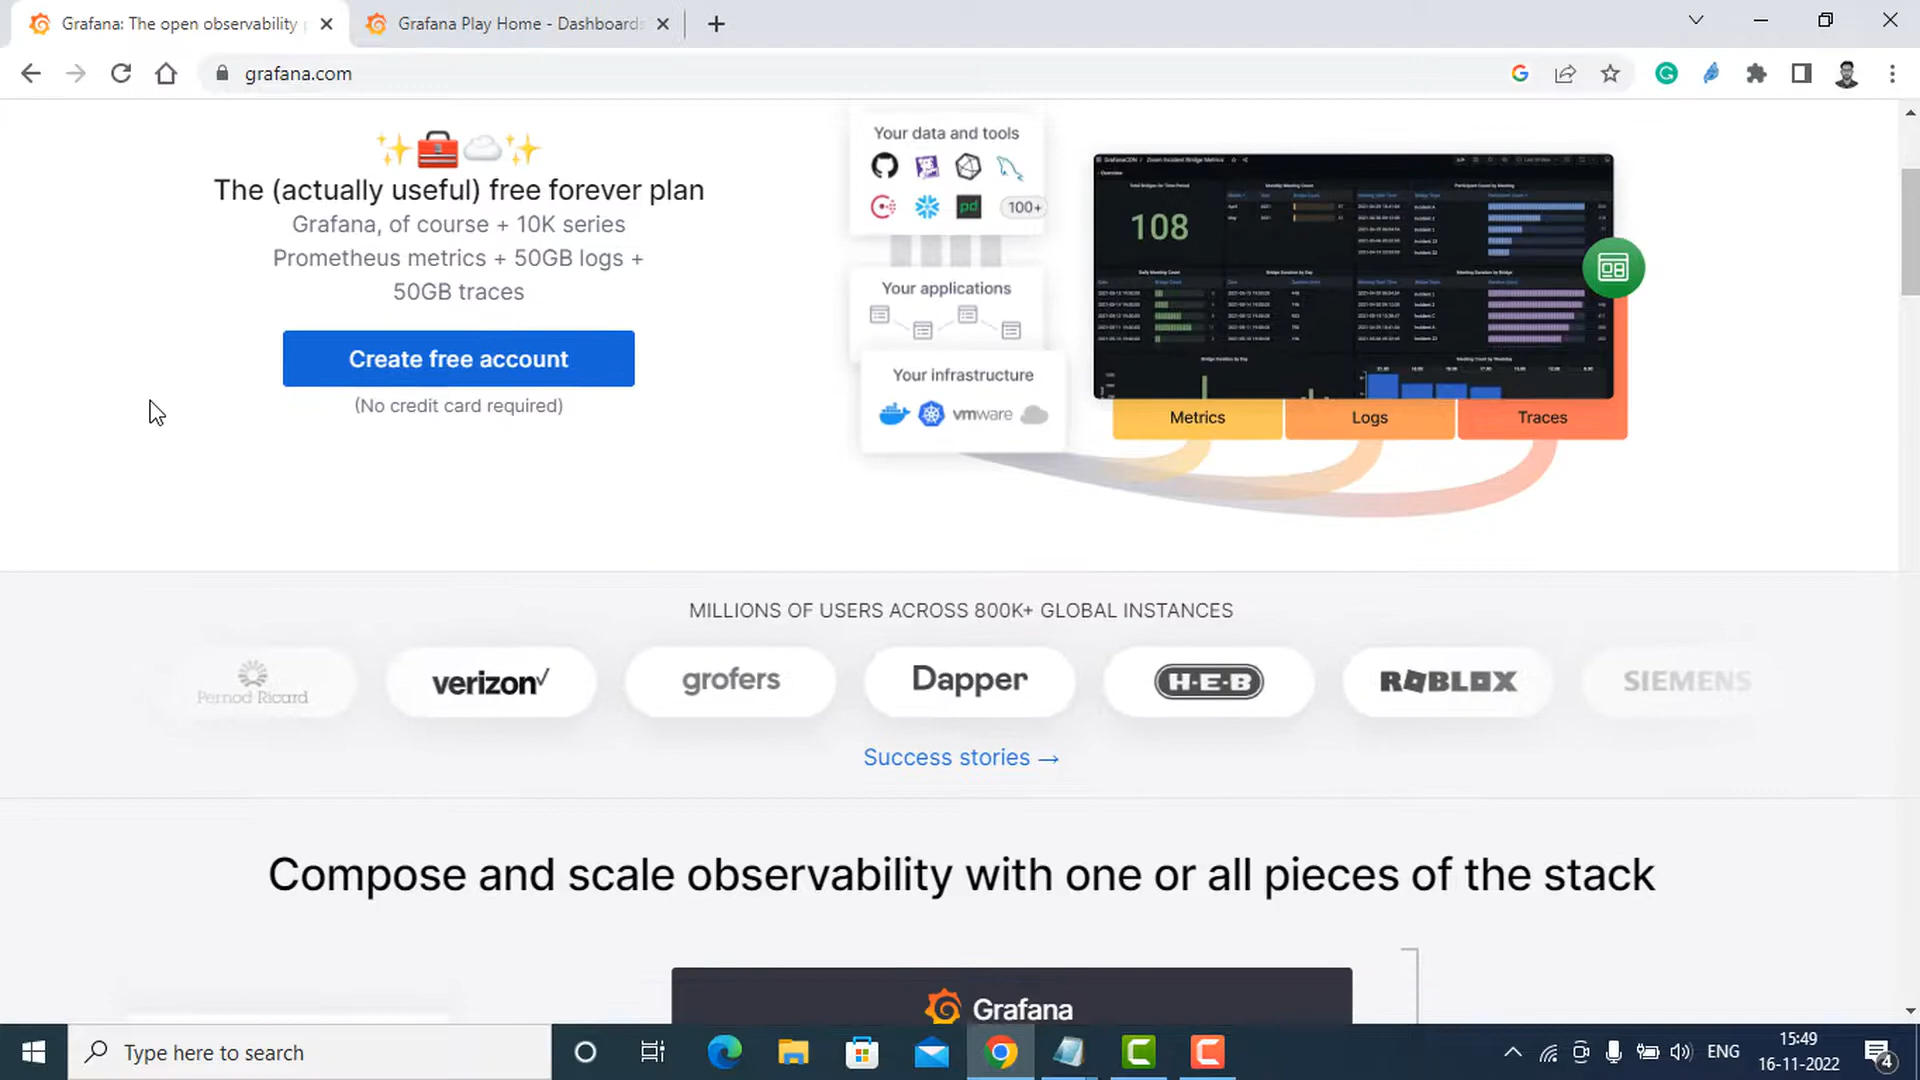 Grafana: The open observability
Grafana Play Home - Dashboards
grafana.com
The (actually useful) free forever plan
Grafana, of course + 10K series
Prometheus metrics + 50GB logs +
50GB traces
Create free account
(No credit card required)
Your data and tools
pd
100+
Your applications
Your infrastructure
vmware
108
Metrics
Logs
Traces
MILLIONS OF USERS ACROSS 800K+ GLOBAL INSTANCES
Pernod Ricard
verizon✓
grofers
Dapper
H-E-B
ROBLOX
SIEMENS
Success stories →
Compose and scale observability with one or all pieces of the stack
Grafana
Type here to search
ENG
15:49
16-11-2022
4